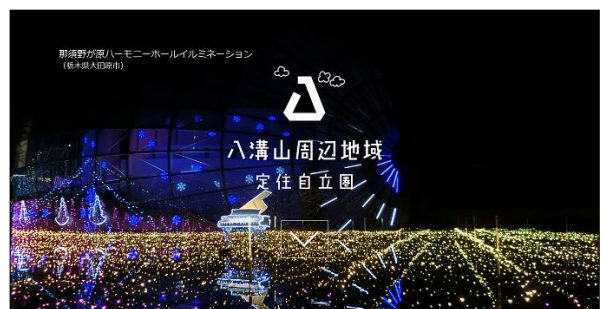 那須野が原ハーモニーホールイルミネーション
（栃木県大田原市）
八溝山周辺地域
定住自立圏